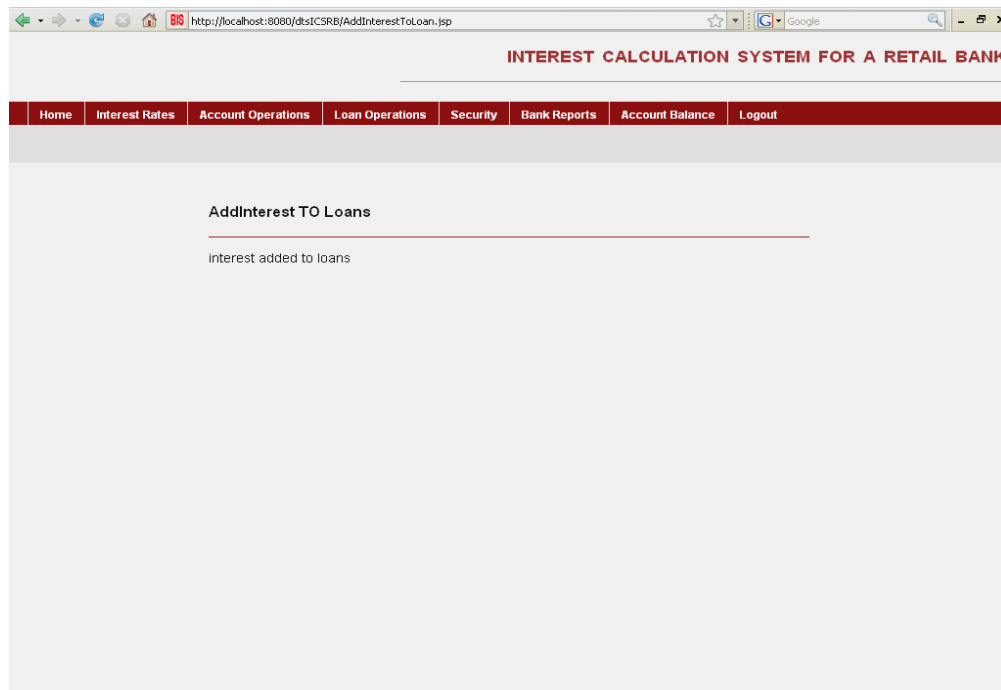 BIS http://localhost:8080/dtsICSRB/AddInterestToLoan.jsp G Google
INTEREST CALCULATION SYSTEM FOR A RETAIL BANK
Home Interest Rates Account Operations Loan Operations Security Bank Reports Account Balance Logout
AddInterest TO Loans
interest added to loans